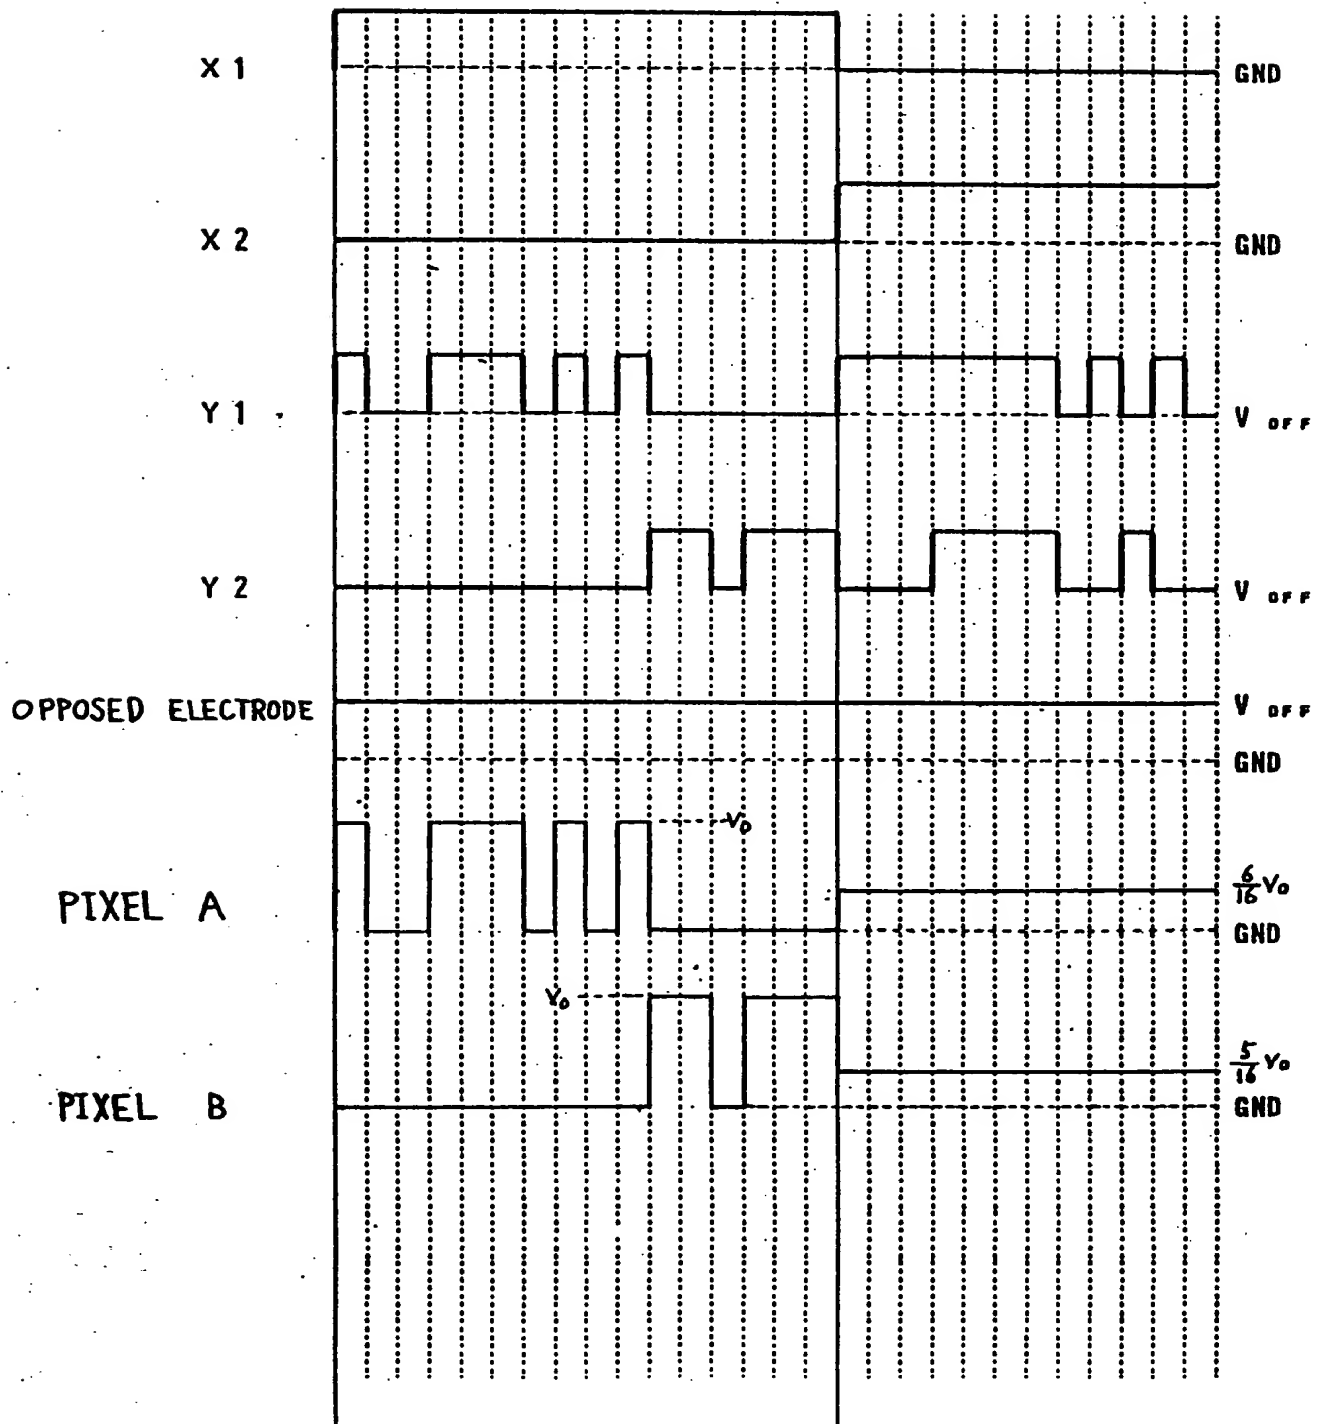 X 1
GND
X 2
GND
Y 1
V OFF
Y 2
V OFF
OPPOSED ELECTRODE
V OFF
GND
V₀
6/16 V₀
PIXEL A
GND
V₀
5/16 V₀
PIXEL B
GND